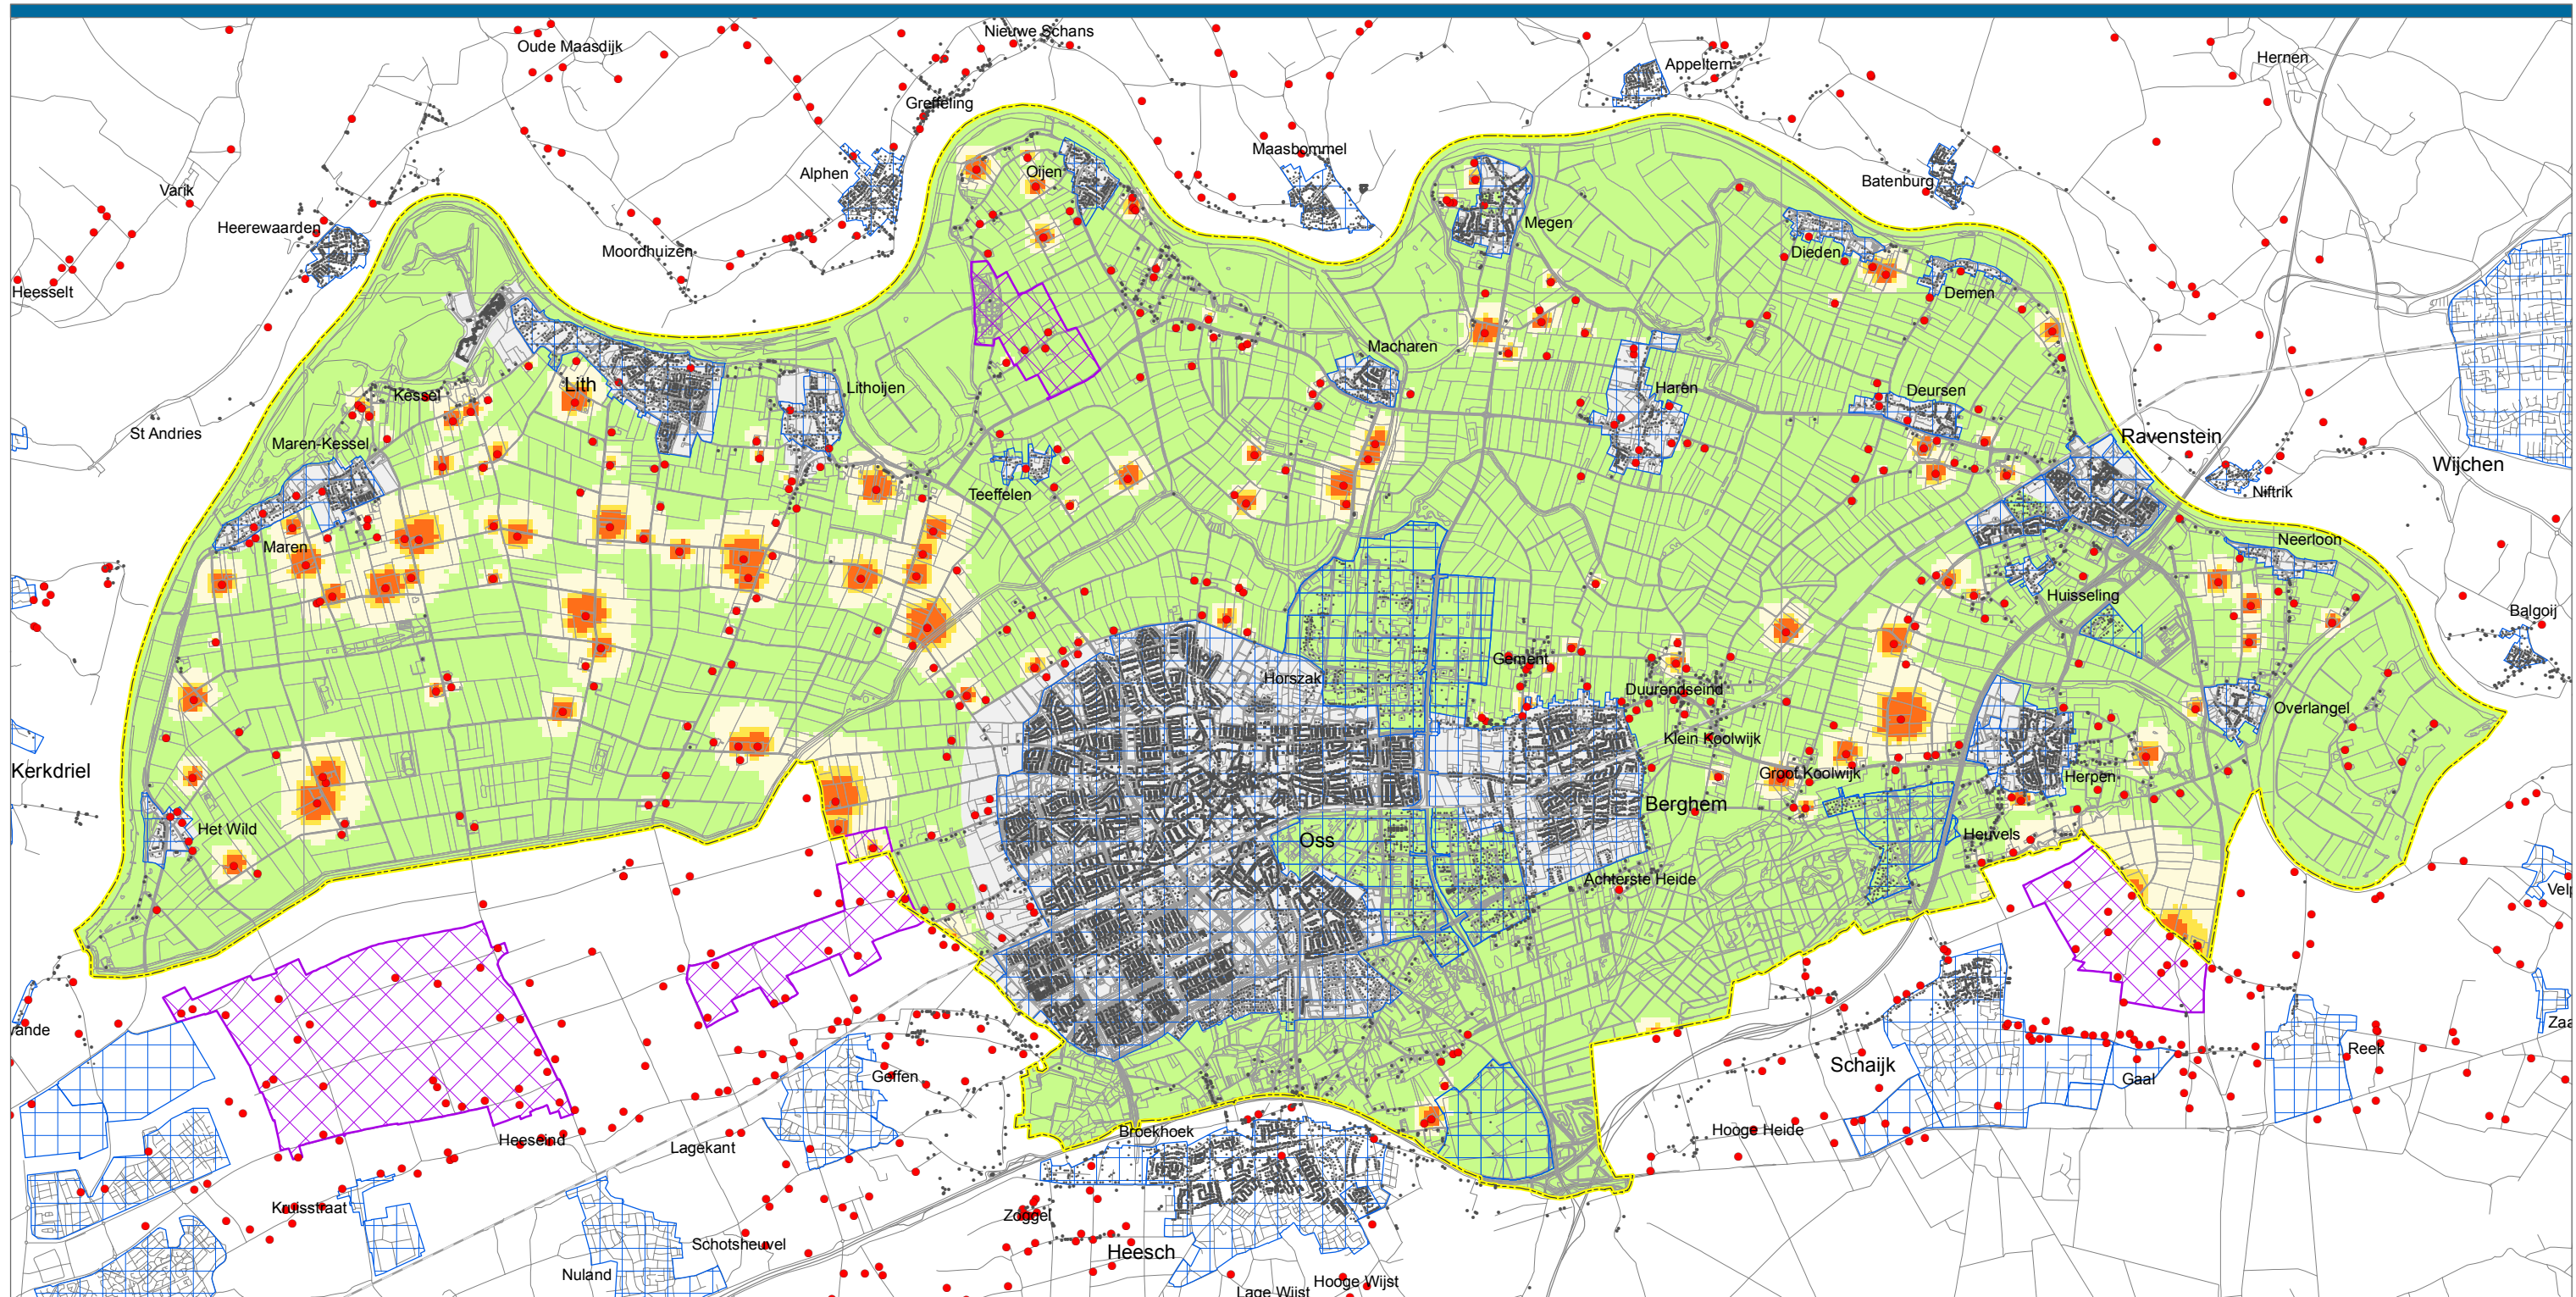 Nieuwe Schans
Oude Maasdijk
Hernen
Appeltern
Greffeling
Maasbommel
Alphen
Oijen
Batenburg
Varik
Heerewaarden
Megen
Moordhuizen
Dieden
Heesselt
Demen
Macharen
Lith
Lithoijen
Haren
Deursen
Kessel
St Andries
Maren-Kessel
Ravenstein
Wijchen
Teeffelen
Niftrik
Maren
Neerloon
Huisseling
Balgoij
Gement
Horszak
Duurendseind
Overlangel
Klein Koolwijk
Kerkdriel
Groot Koolwijk
Herpen
Berghem
Het Wild
Oss
Heuvels
Achterste Heide
Vel
vande
Zaa
Reek
Schaijk
Geffen
Gaal
Broekhoek
Hooge Heide
Heeseind
Lagekant
Kruisstraat
Zoggel
Schotsheuvel
Heesch
Nuland
Hooge Wijst
Lage Wijst